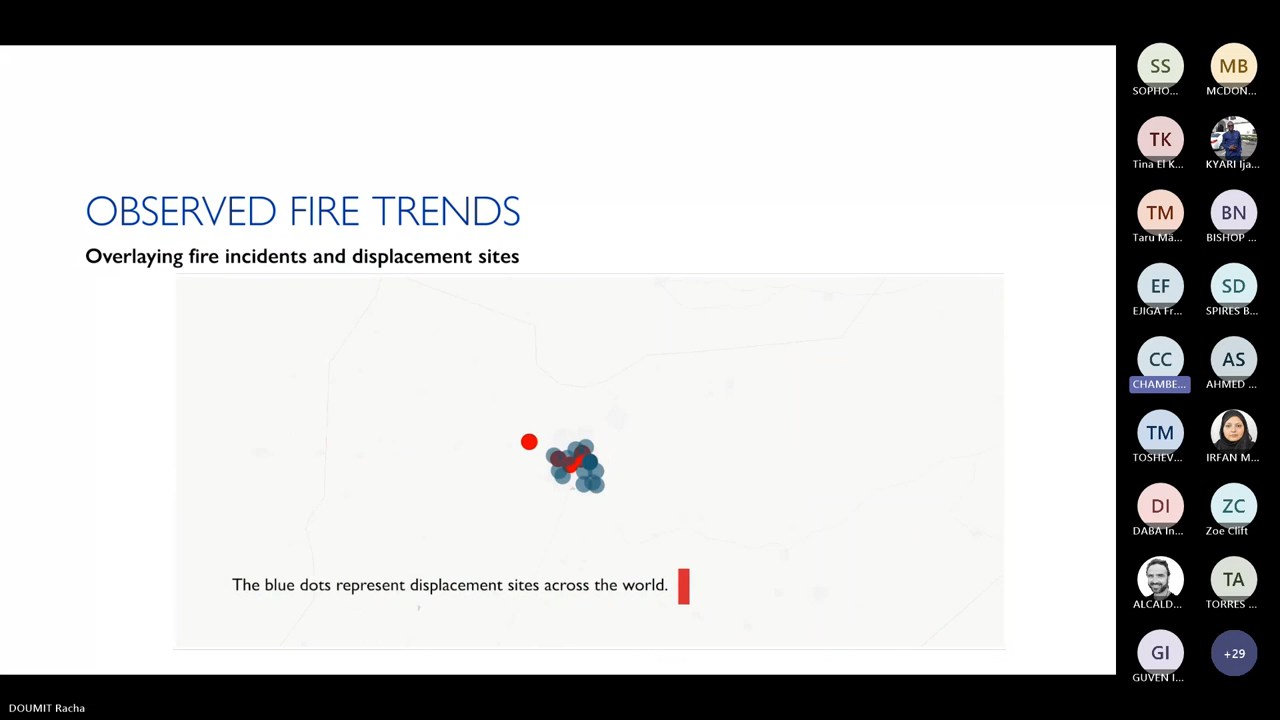 OBSERVED FIRE TRENDS
Overlaying fire incidents and displacement sites
The blue dots represent displacement sites across the world.
SS
SOPHO...
MB
MCDON...
TK
Tina El K...
KYARI Ija...
TM
Taru Mä...
BN
BISHOP ...
EF
EJIGA Fr...
SD
SPIRES B...
CC
CHAMBE...
AS
AHMED ...
TM
TOSHEV...
IRFAN M...
DI
DABA In...
ZC
Zoe Clift
ALCALD...
TA
TORRES ...
GI
GUVEN I...
+29
DOUMIT Racha